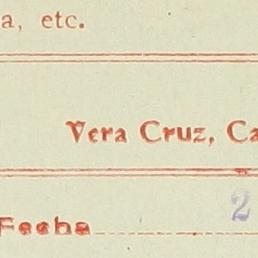 a, etc.
Vera Cruz, Ca
2
Fecha